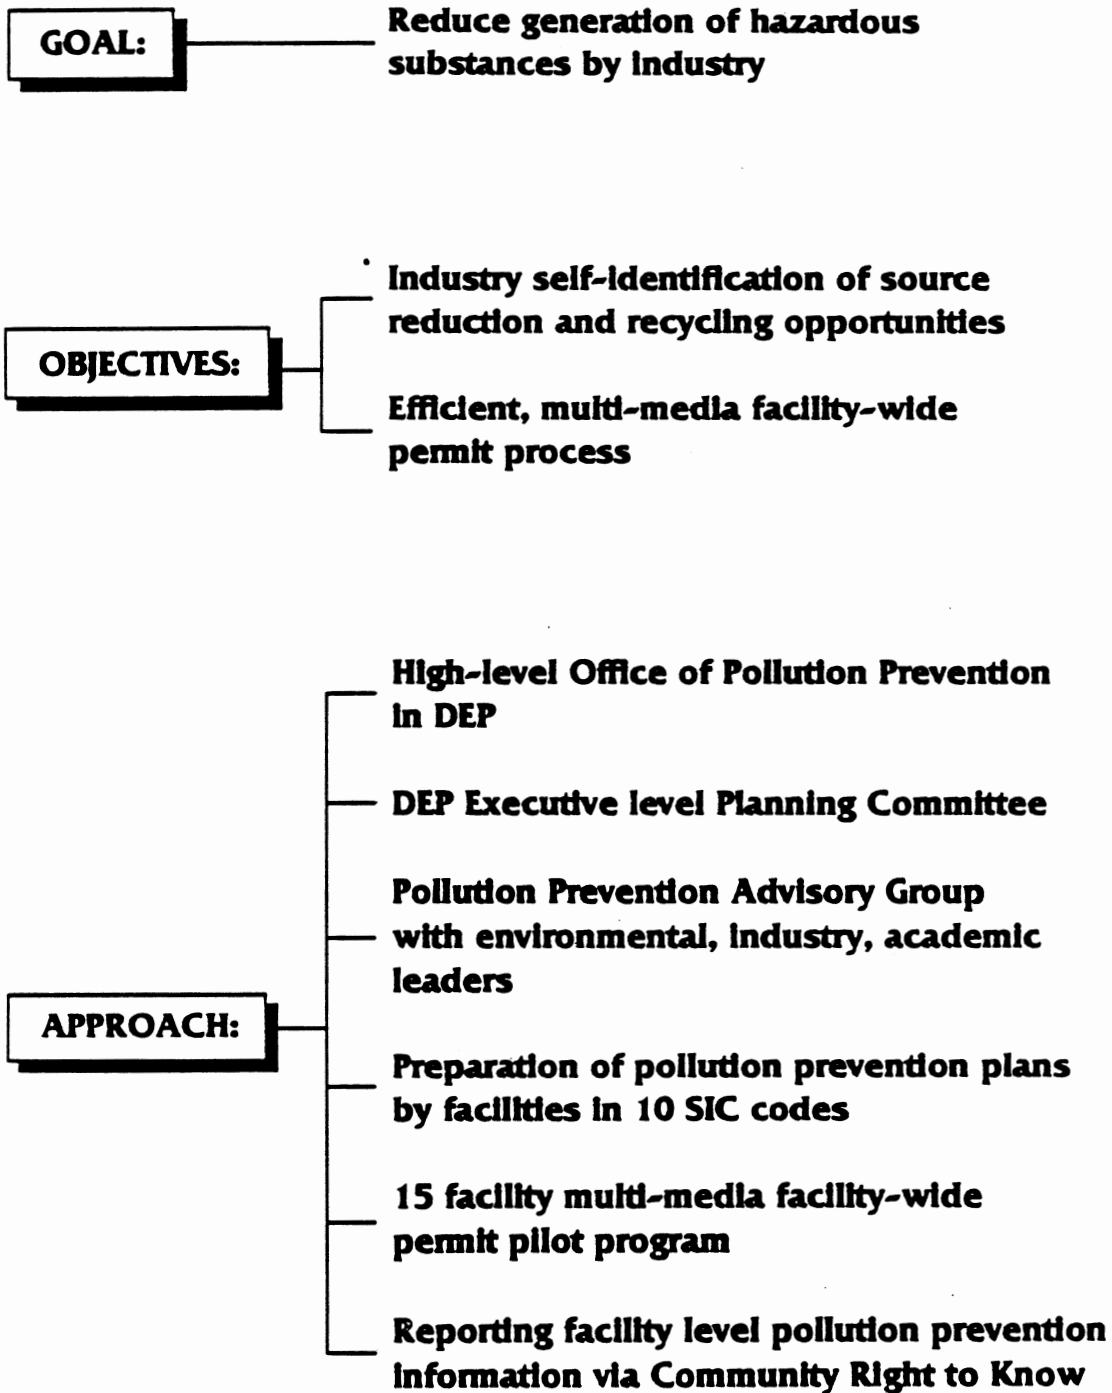 GOAL:
Reduce generation of hazardous
substances by industry
OBJECTIVES:
Industry self-identification of source
reduction and recycling opportunities
Efficient, multi-media facility-wide
permit process
APPROACH:
High-level Office of Pollution Prevention
in DEP
DEP Executive level Planning Committee
Pollution Prevention Advisory Group
with environmental, industry, academic
leaders
Preparation of pollution prevention plans
by facilities in 10 SIC codes
15 facility multi-media facility-wide
permit pilot program
Reporting facility level pollution prevention
information via Community Right to Know